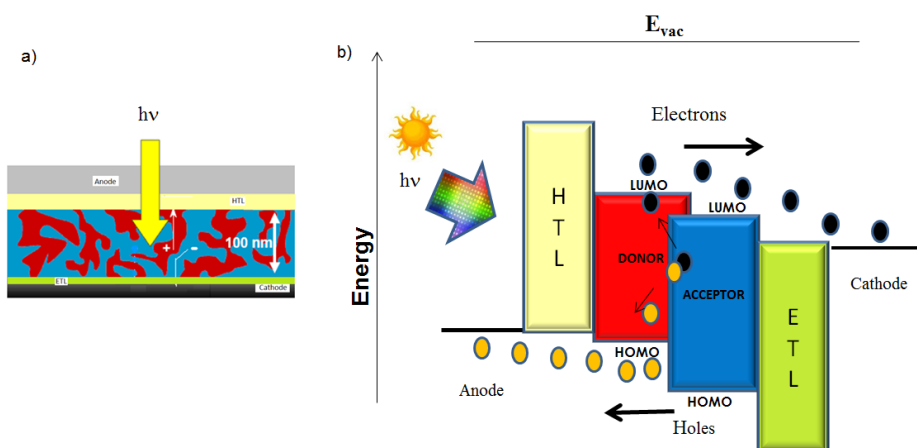 a)
hν
Anode
HTL
100 nm
+
-
ETL
Cathode
b)
E_vac
Energy
hν
Electrons
H
T
L
LUMO
LUMO
DONOR
ACCEPTOR
Cathode
E
T
L
HOMO
HOMO
Anode
Holes